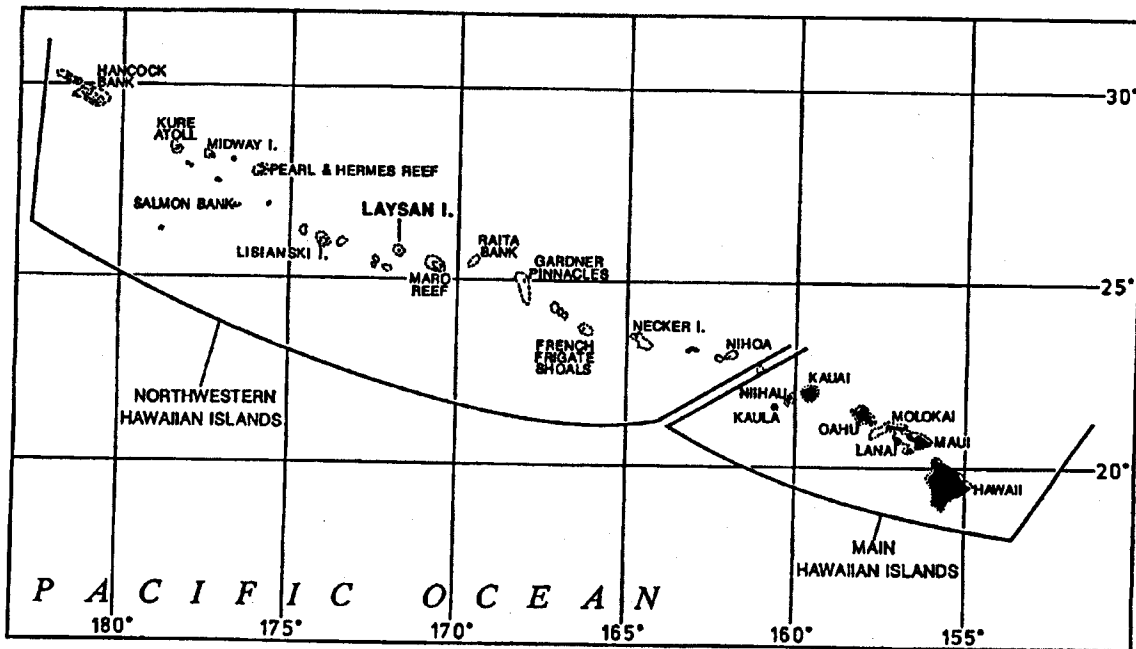 HANCOCK
BANK
30°
KURE
ATOLL
MIDWAY I.
PEARL & HERMES REEF
SALMON BANK
LAYSAN I.
LISIANSKI I.
MARO
REEF
RAITA
BANK
GARDNER
PINNACLES
25°
NECKER I.
FRENCH
FRIGATE
SHOALS
NIHOA
NORTHWESTERN
HAWAIIAN ISLANDS
NIIHAU
KAUAI
KAULA
OAHU
MOLOKAI
LANAI
MAUI
20°
HAWAII
MAIN
HAWAIIAN ISLANDS
PACIFIC OCEAN
180°
175°
170°
165°
160°
155°